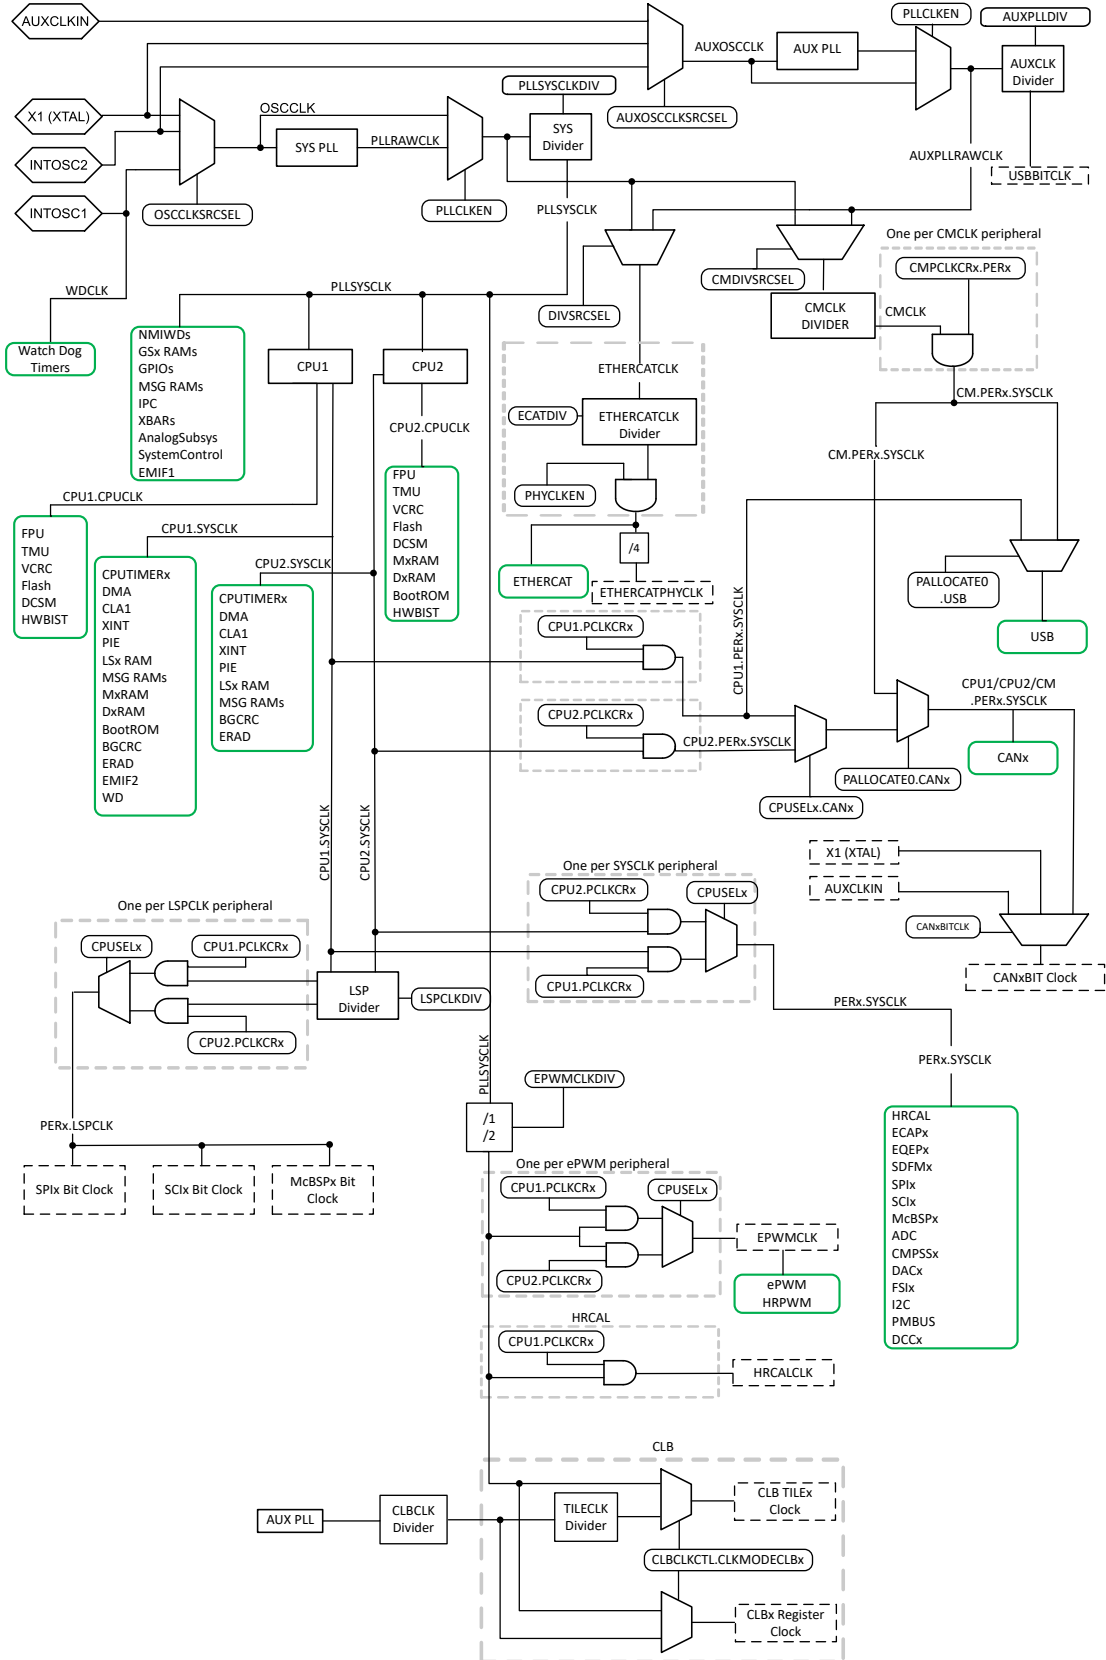 AUXCLKIN
PLLCLKEN
AUXPLLDIV
AUXOSCCLK
AUX PLL
AUXCLK
Divider
PLLSYSCLKDIV
X1 (XTAL)
OSCCLK
AUXOSCCLKSRCSEL
SYS
Divider
SYS PLL
PLLRAWCLK
AUXPLLRAWCLK
INTOSC2
USBBITCLK
INTOSC1
OSCCLKSRCSEL
PLLCLKEN
PLLSYSCLK
One per CMCLK peripheral
CMPCLKCRx.PERx
CMDIVSRCSEL
WDCLK
PLLSYSCLK
DIVSRCSEL
CMCLK
DIVIDER
CMCLK
Watch Dog
Timers
NMIWDs
GSx RAMs
GPIOs
MSG RAMs
IPC
XBARs
AnalogSubsys
SystemControl
EMIF1
CPU1
CPU2
ETHERCATCLK
CM.PERx.SYSCLK
ECATDIV
ETHERCATCLK
Divider
CPU2.CPUCLK
CM.PERx.SYSCLK
FPU
TMU
VCRC
Flash
DCSM
MxRAM
DxRAM
BootROM
HWBIST
PHYCLKEN
CPU1.CPUCLK
CPU1.SYSCLK
FPU
TMU
VCRC
Flash
DCSM
HWBIST
/4
CPU2.SYSCLK
ETHERCAT
ETHERCATPHYCLK
PALLOCATE0
.USB
CPUTIMERx
DMA
CLA1
XINT
PIE
LSx RAM
MSG RAMs
MxRAM
DxRAM
BootROM
BGCRC
ERAD
EMIF2
WD
CPUTIMERx
DMA
CLA1
XINT
PIE
LSx RAM
MSG RAMs
BGCRC
ERAD
CPU1.PCLKCRx
CPU1.PERx.SYSCLK
USB
CPU1/CPU2/CM
.PERx.SYSCLK
CPU2.PCLKCRx
CPU2.PERx.SYSCLK
CANx
PALLOCATE0.CANx
CPUSELx.CANx
CPU1.SYSCLK
CPU2.SYSCLK
X1 (XTAL)
One per SYSCLK peripheral
AUXCLKIN
CPU2.PCLKCRx
CPUSELx
One per LSPCLK peripheral
CANxBITCLK
CPUSELx
CPU1.PCLKCRx
CANxBIT Clock
CPU1.PCLKCRx
LSP
Divider
LSPCLKDIV
PERx.SYSCLK
CPU2.PCLKCRx
PLLSYSCLK
PERx.SYSCLK
EPWMCLKDIV
/1
/2
PERx.LSPCLK
HRCAL
ECAPx
EQEPx
SDFMx
SPIx
SCIx
McBSPx
ADC
CMPSSx
DACx
FSIx
I2C
PMBUS
DCCx
One per ePWM peripheral
SPIx Bit Clock
SCIx Bit Clock
McBSPx Bit
Clock
CPU1.PCLKCRx
CPUSELx
EPWMCLK
CPU2.PCLKCRx
ePWM
HRPWM
HRCAL
CPU1.PCLKCRx
HRCALCLK
CLB
CLB TILEx
Clock
AUX PLL
CLBCLK
Divider
TILECLK
Divider
CLBCLKCTL.CLKMODECLBx
CLBx Register
Clock